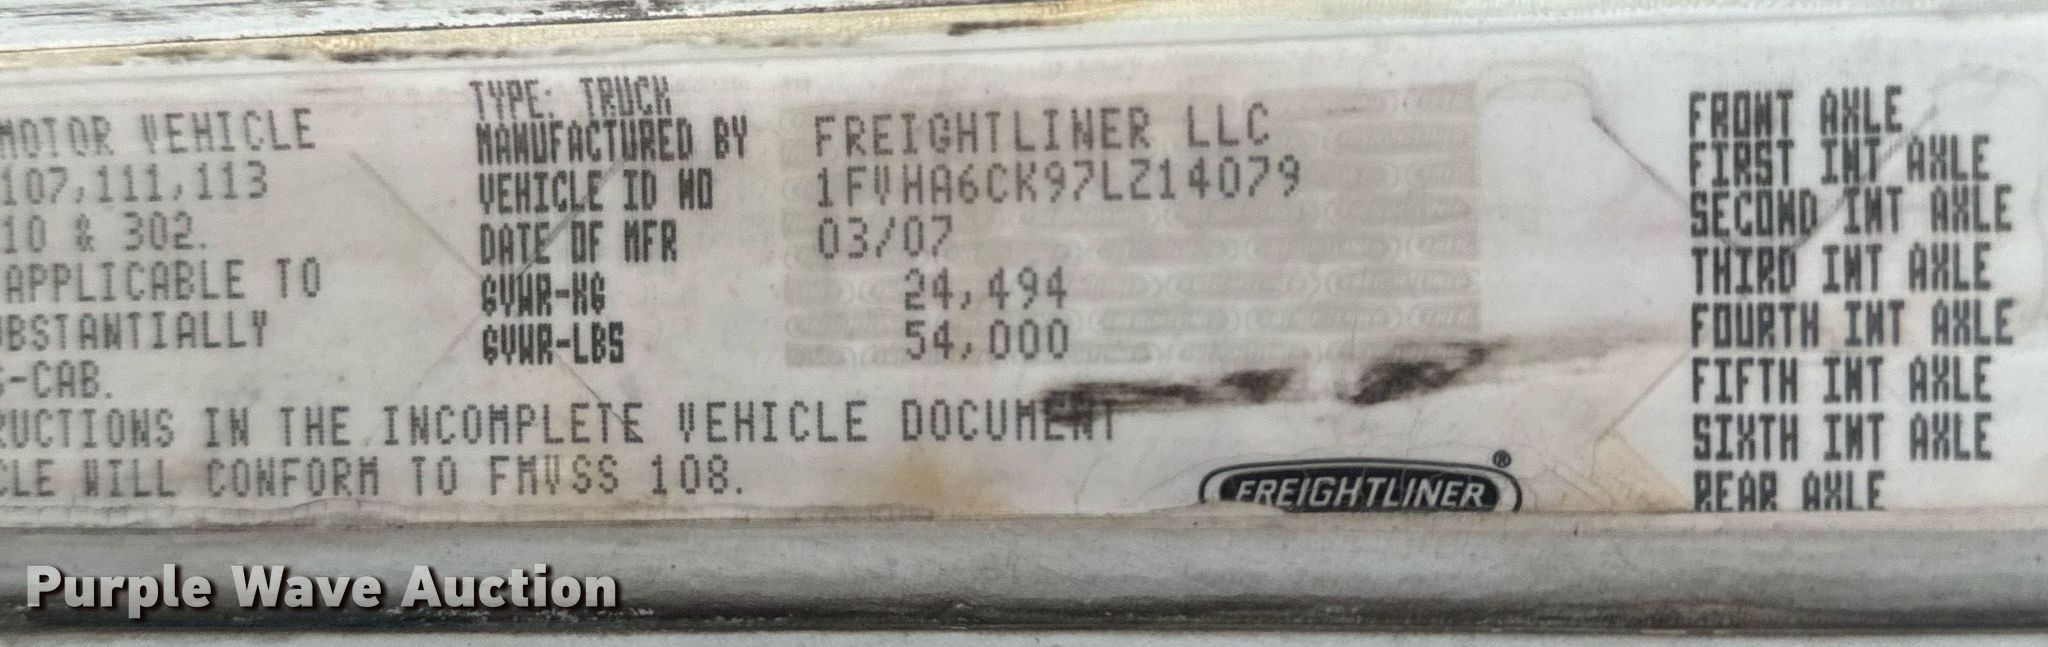 MOTOR VEHICLE
107,111,113
10 & 302.
APPLICABLE TO
UBSTANTIALLY
S-CAB.
RUCTIONS IN THE INCOMPLETE VEHICLE DOCUMENT
CLE WILL CONFORM TO FMVSS 108.
TYPE: TRUCK
MANUFACTURED BY FREIGHTLINER LLC
VEHICLE ID NO 1FVHA6CK97LZ14079
DATE OF MFR 03/07
GVWR-KG 24,494
GVWR-LBS 54,000
FREIGHTLINER®
FRONT AXLE
FIRST INT AXLE
SECOND INT AXLE
THIRD INT AXLE
FOURTH INT AXLE
FIFTH INT AXLE
SIXTH INT AXLE
REAR AXLE
Purple Wave Auction